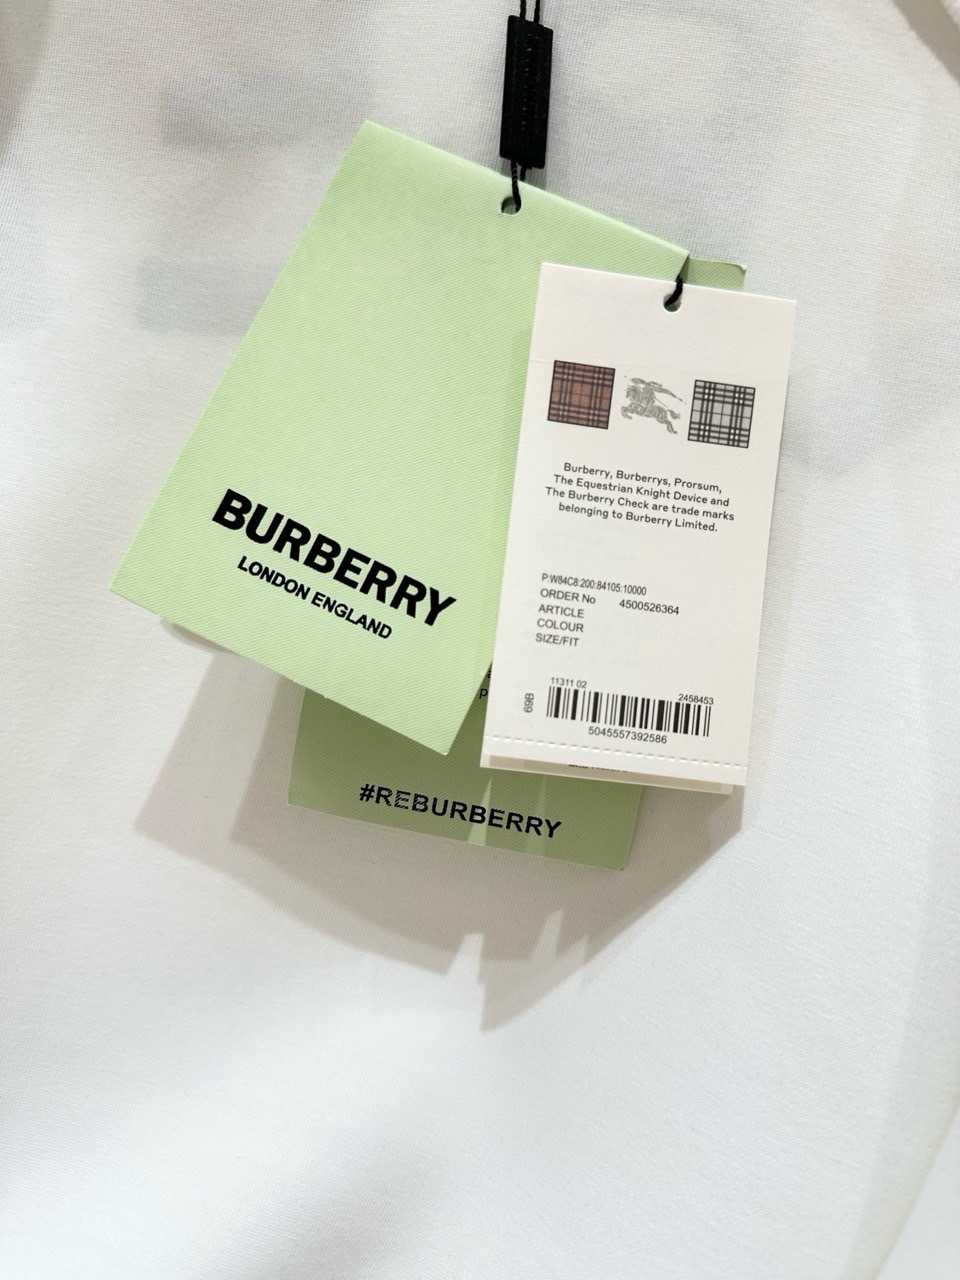 BURBERRY
LONDON ENGLAND
#REBURBERRY
Burberry, Burberrys, Prorsum,
The Equestrian Knight Device and
The Burberry Check are trade marks
belonging to Burberry Limited.
P:W84C8:200:84105:10000
ORDER No 4500526364
ARTICLE
COLOUR
SIZE/FIT
69B
11311 02 2458453
5045557392586